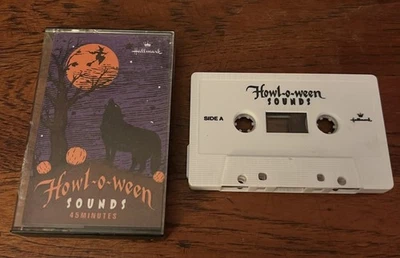 Hallmark
Howl-o-ween
SOUNDS
45 MINUTES
Howl-o-ween
SOUNDS
SIDE A
Hallmark